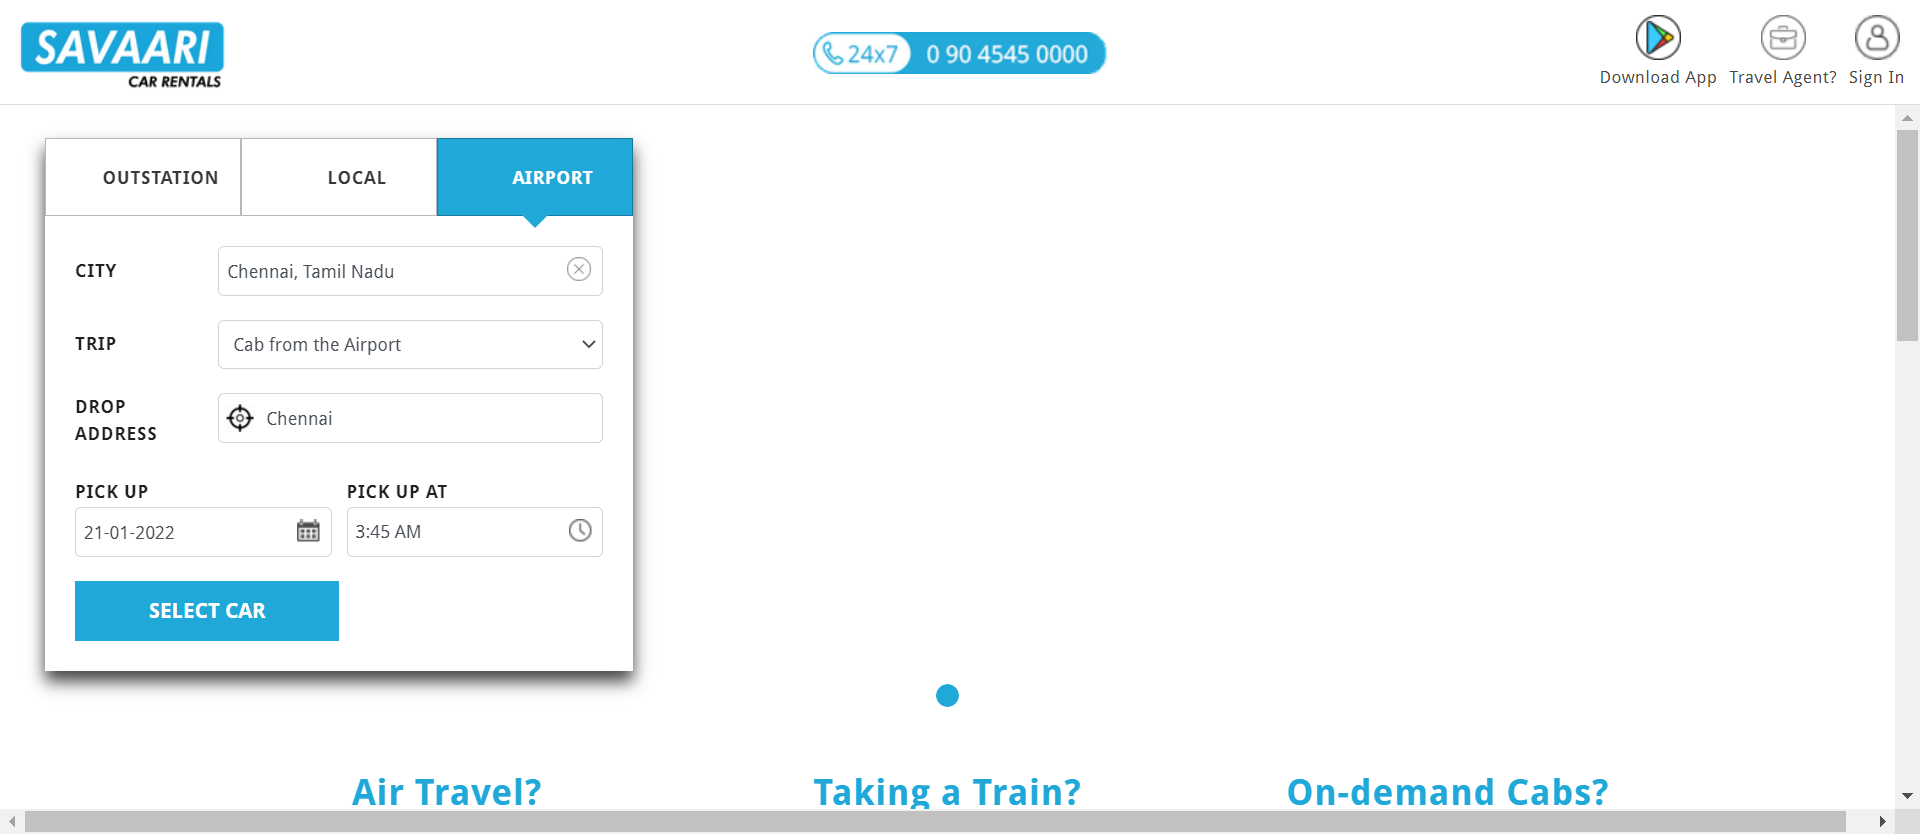 SAVAARI
CAR RENTALS
24x7 0 90 4545 0000
Download App
Travel Agent?
Sign In
OUTSTATION
LOCAL
AIRPORT
CITY
Chennai, Tamil Nadu
TRIP
Cab from the Airport
DROP
ADDRESS
Chennai
PICK UP
PICK UP AT
21-01-2022
3:45 AM
SELECT CAR
Air Travel?
Taking a Train?
On-demand Cabs?